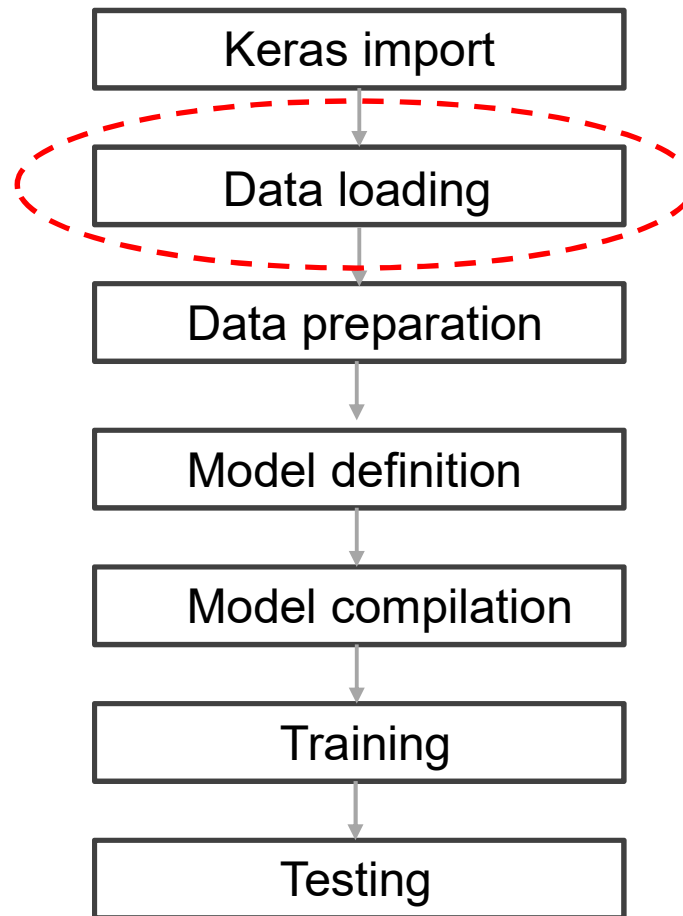 Keras import
Data loading
Data preparation
Model definition
Model compilation
Training
Testing